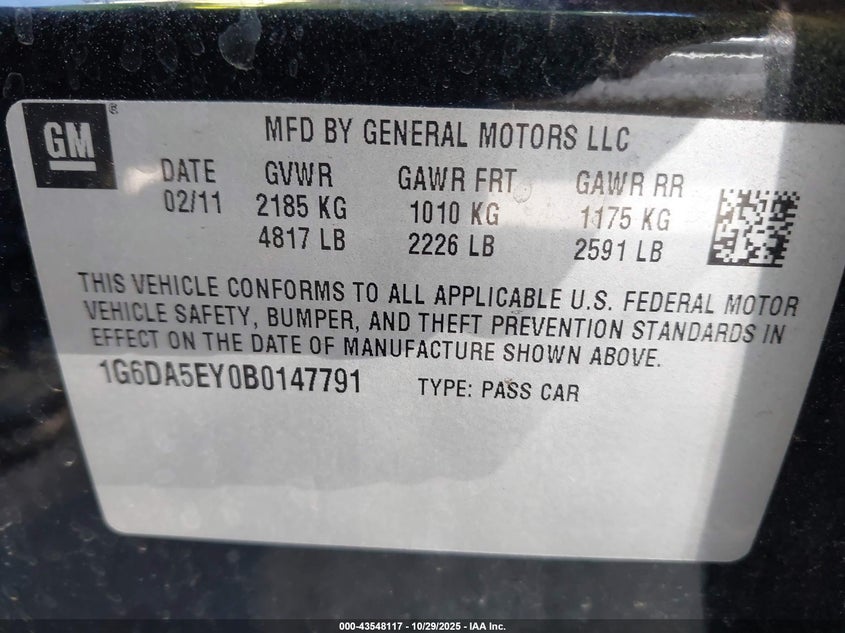 GM ®
MFD BY GENERAL MOTORS LLC
DATE GVWR GAWR FRT GAWR RR
02/11 2185 KG 1010 KG 1175 KG
4817 LB 2226 LB 2591 LB
THIS VEHICLE CONFORMS TO ALL APPLICABLE U.S. FEDERAL MOTOR
VEHICLE SAFETY, BUMPER, AND THEFT PREVENTION STANDARDS IN
EFFECT ON THE DATE OF MANUFACTURE SHOWN ABOVE.
1G6DA5EY0B0147791 TYPE: PASS CAR
000-43548117 - 10/29/2025 - IAA Inc.